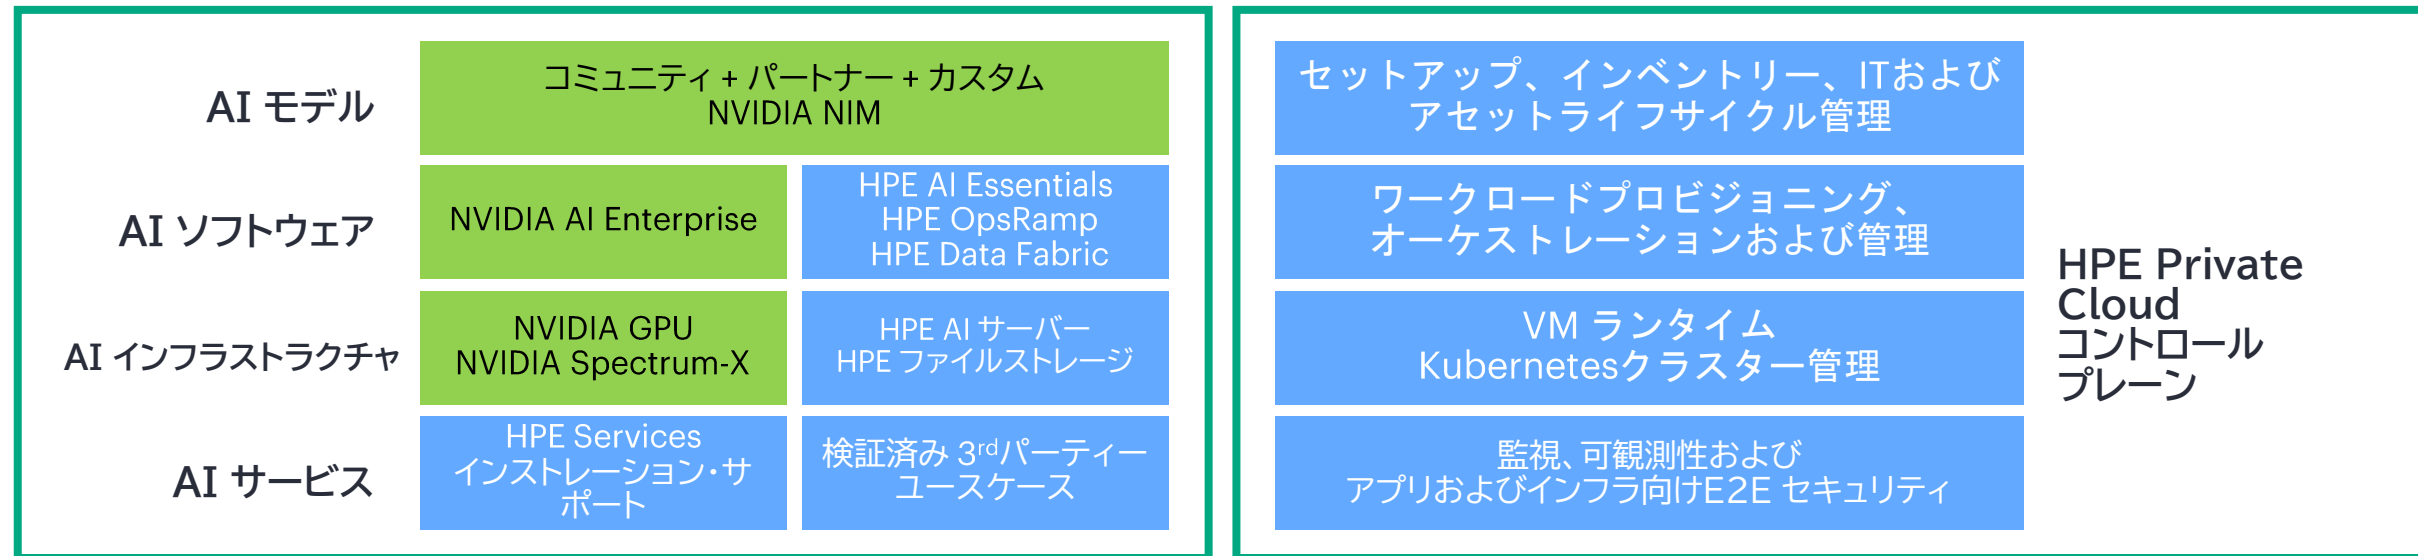 AI モデル
コミュニティ + パートナー + カスタム
NVIDIA NIM
AI ソフトウェア
NVIDIA AI Enterprise
HPE AI Essentials
HPE OpsRamp
HPE Data Fabric
AI インフラストラクチャ
NVIDIA GPU
NVIDIA Spectrum-X
HPE AI サーバー
HPE ファイルストレージ
AI サービス
HPE Services
インストレーション・サ
ポート
検証済み 3rdパーティー
ユースケース
セットアップ、インベントリー、ITおよび
アセットライフサイクル管理
ワークロードプロビジョニング、
オーケストレーションおよび管理
VM ランタイム
Kubernetesクラスター管理
監視、可観測性および
アプリおよびインフラ向けE2E セキュリティ
HPE Private
Cloud
コントロール
プレーン